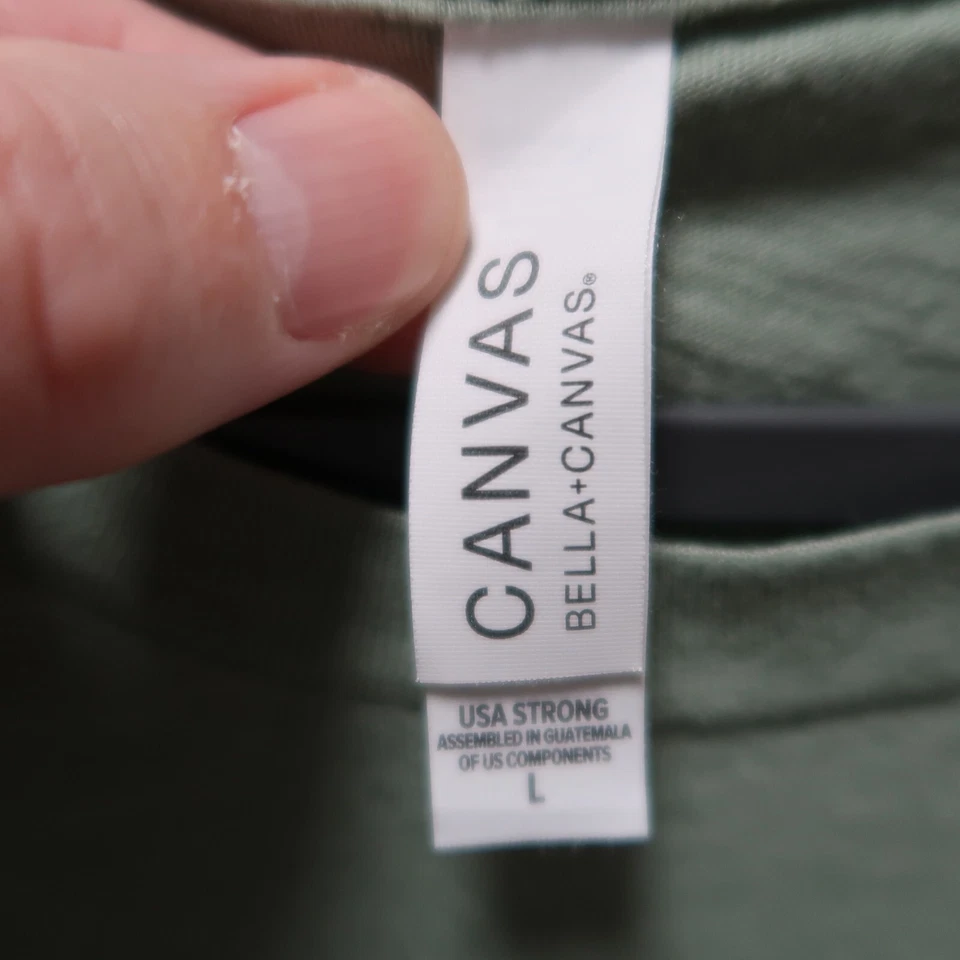 CANVAS
BELLA+CANVAS®
USA STRONG
ASSEMBLED IN GUATEMALA
OF US COMPONENTS
L